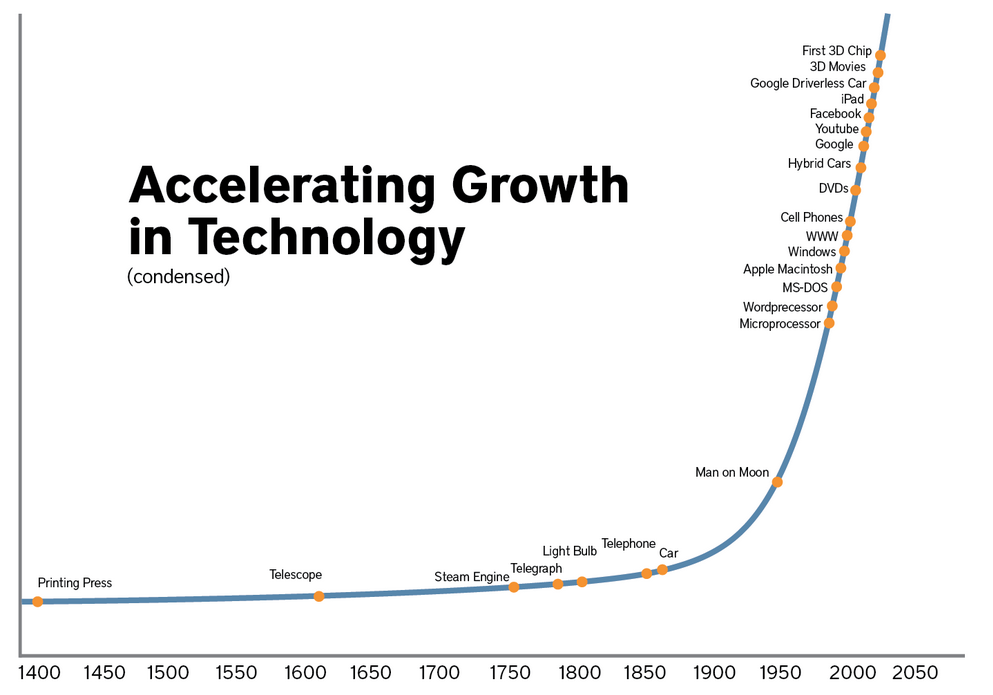 Accelerating Growth
in Technology
(condensed)
First 3D Chip
3D Movies
Google Driverless Car
iPad
Facebook
Youtube
Google
Hybrid Cars
DVDs
Cell Phones
WWW
Windows
Apple Macintosh
MS-DOS
Wordprecessor
Microprocessor
Man on Moon
Telephone
Car
Light Bulb
Telegraph
Steam Engine
Telescope
Printing Press
1400 1450 1500 1550 1600 1650 1700 1750 1800 1850 1900 1950 2000 2050